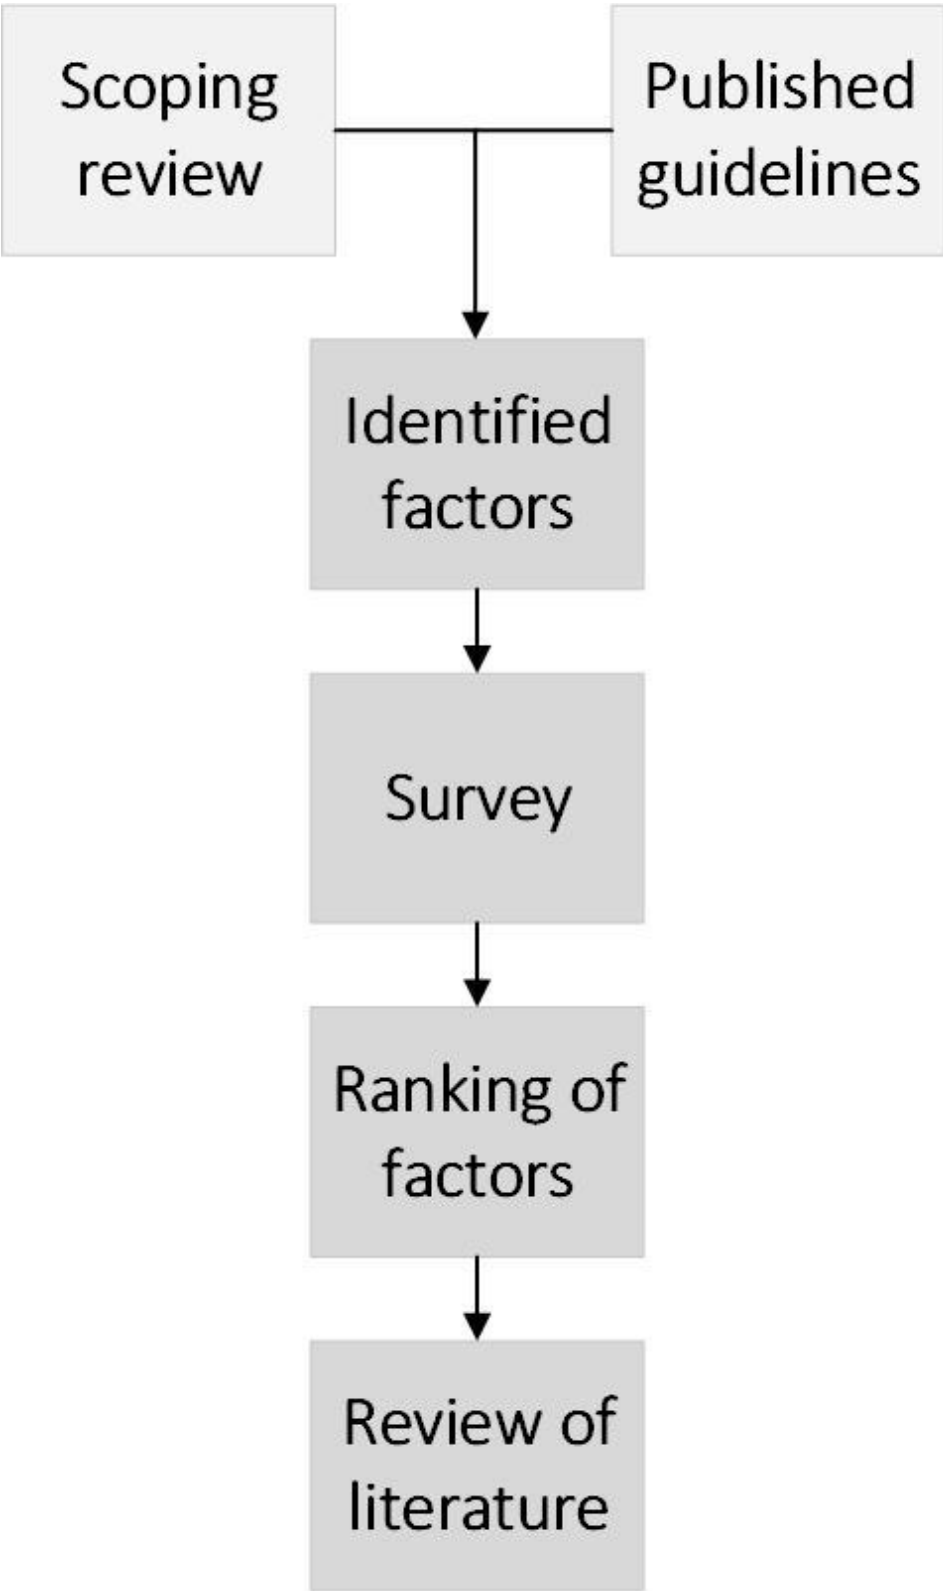 Scoping
review
Published
guidelines
Identified
factors
Survey
Ranking of
factors
Review of
literature